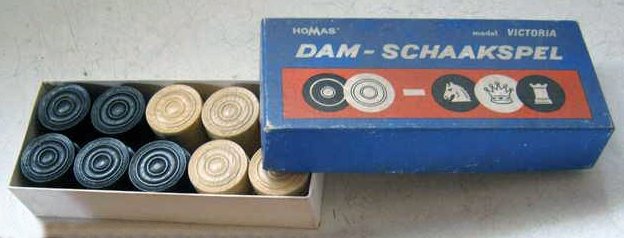 HOMAS model VICTORIA
DAM - SCHAAKSPEL